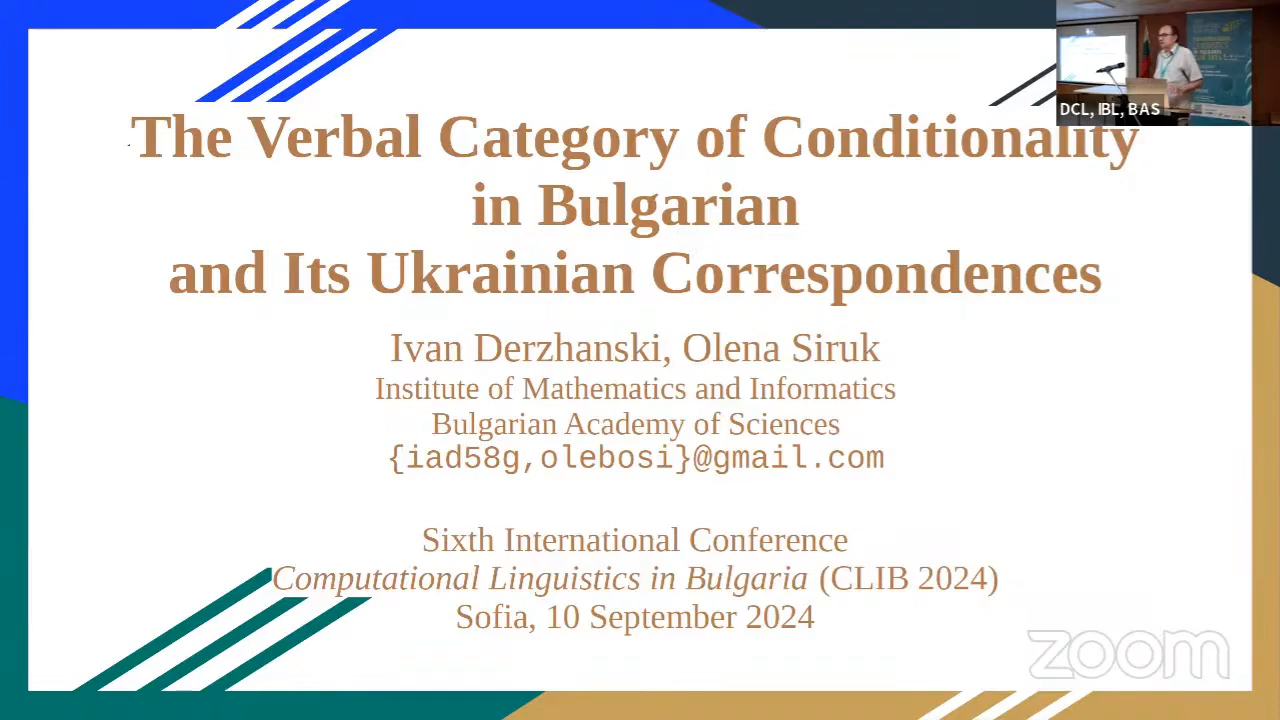 The Verbal Category of Conditionality
in Bulgarian
and Its Ukrainian Correspondences
Ivan Derzhanski, Olena Siruk
Institute of Mathematics and Informatics
Bulgarian Academy of Sciences
{iad58g,olebosi}@gmail.com
Sixth International Conference
Computational Linguistics in Bulgaria (CLIB 2024)
Sofia, 10 September 2024
DCL, IBL, BAS
zoom